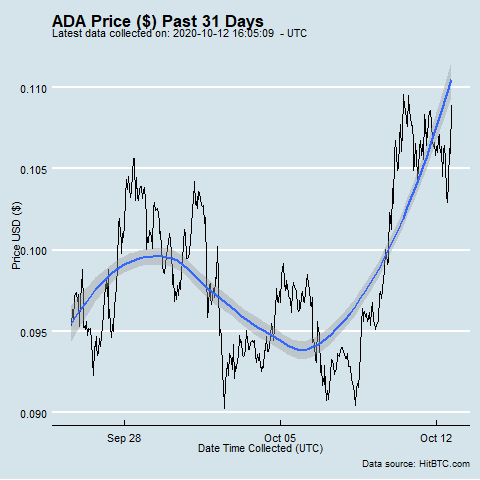 ADA Price ($) Past 31 Days
Latest data collected on: 2020-10-12 16:05:09 - UTC
Price USD ($)
0.110
0.105
0.100
0.095
0.090
Sep 28
Oct 05
Oct 12
Date Time Collected (UTC)
Data source: HitBTC.com